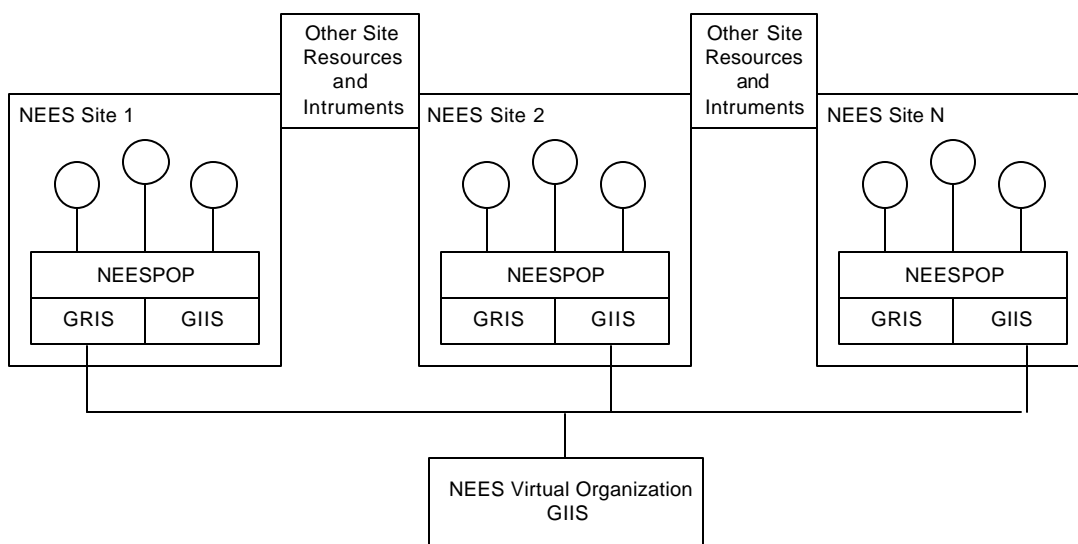 Other Site
Resources
and
Intruments
Other Site
Resources
and
Intruments
NEES Site 1
NEES Site 2
NEES Site N
NEESPOP
NEESPOP
NEESPOP
GRIS
GIIS
GRIS
GIIS
GRIS
GIIS
NEES Virtual Organization
GIIS